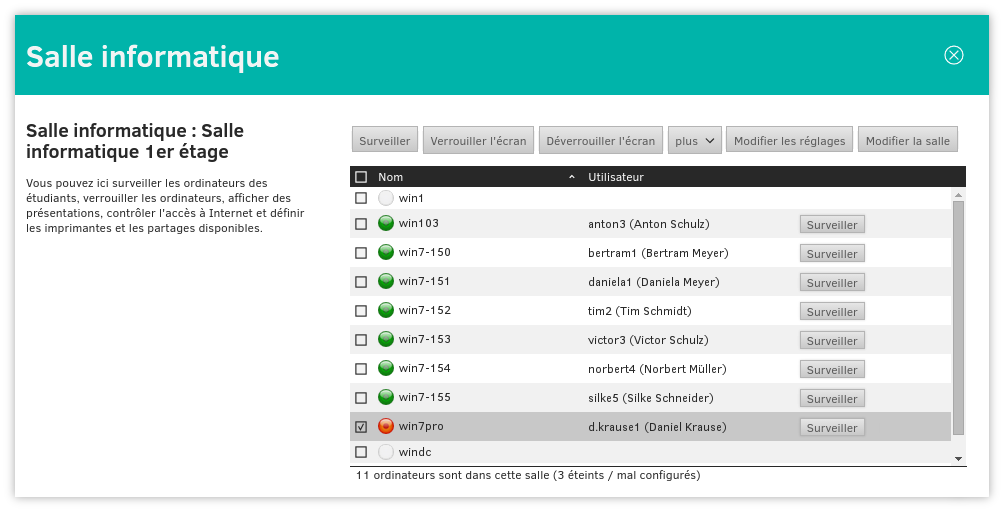 Salle informatique
Salle informatique : Salle
informatique 1er étage
Vous pouvez ici surveiller les ordinateurs des
étudiants, verrouiller les ordinateurs, afficher des
présentations, contrôler l'accès à Internet et définir
les imprimantes et les partages disponibles.
Surveiller Verrouiller l'écran Déverrouiller l'écran plus Modifier les réglages Modifier la salle
Nom Utilisateur
win1
win103 anton3 (Anton Schulz) Surveiller
win7-150 bertram1 (Bertram Meyer) Surveiller
win7-151 daniela1 (Daniela Meyer) Surveiller
win7-152 tim2 (Tim Schmidt) Surveiller
win7-153 victor3 (Victor Schulz) Surveiller
win7-154 norbert4 (Norbert Müller) Surveiller
win7-155 silke5 (Silke Schneider) Surveiller
win7pro d.krause1 (Daniel Krause) Surveiller
windc
11 ordinateurs sont dans cette salle (3 éteints / mal configurés)